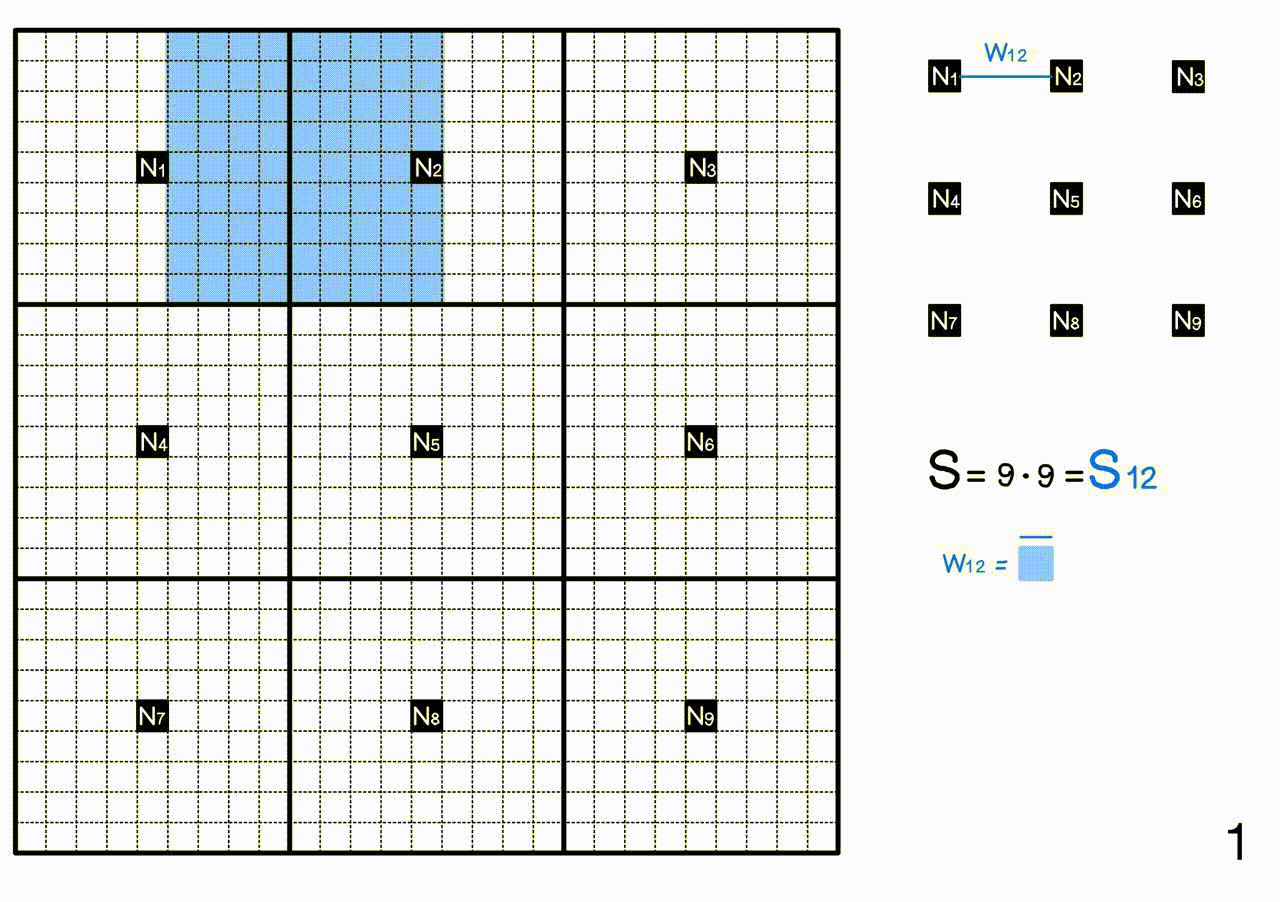 W₁₂
N₁ N₂ N₃
N₁ N₂ N₃
N₄ N₅ N₆
N₇ N₈ N₉
N₄ N₅ N₆
S = 9 · 9 = S₁₂
W₁₂ =
N₇ N₈ N₉
1